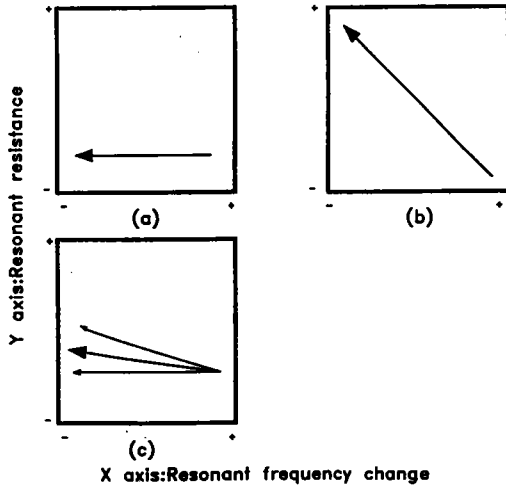 +
+
-
-
-
+
-
+
(a)
(b)
Y axis:Resonant resistance
+
-
-
+
(c)
X axis:Resonant frequency change